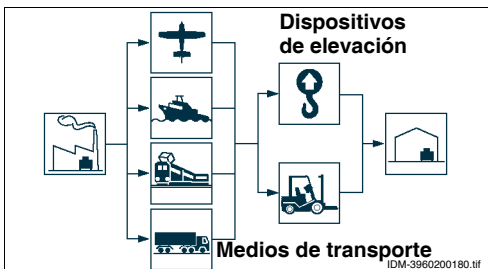 Dispositivos
de elevación
Medios de transporte
IDM-3960200180.tif